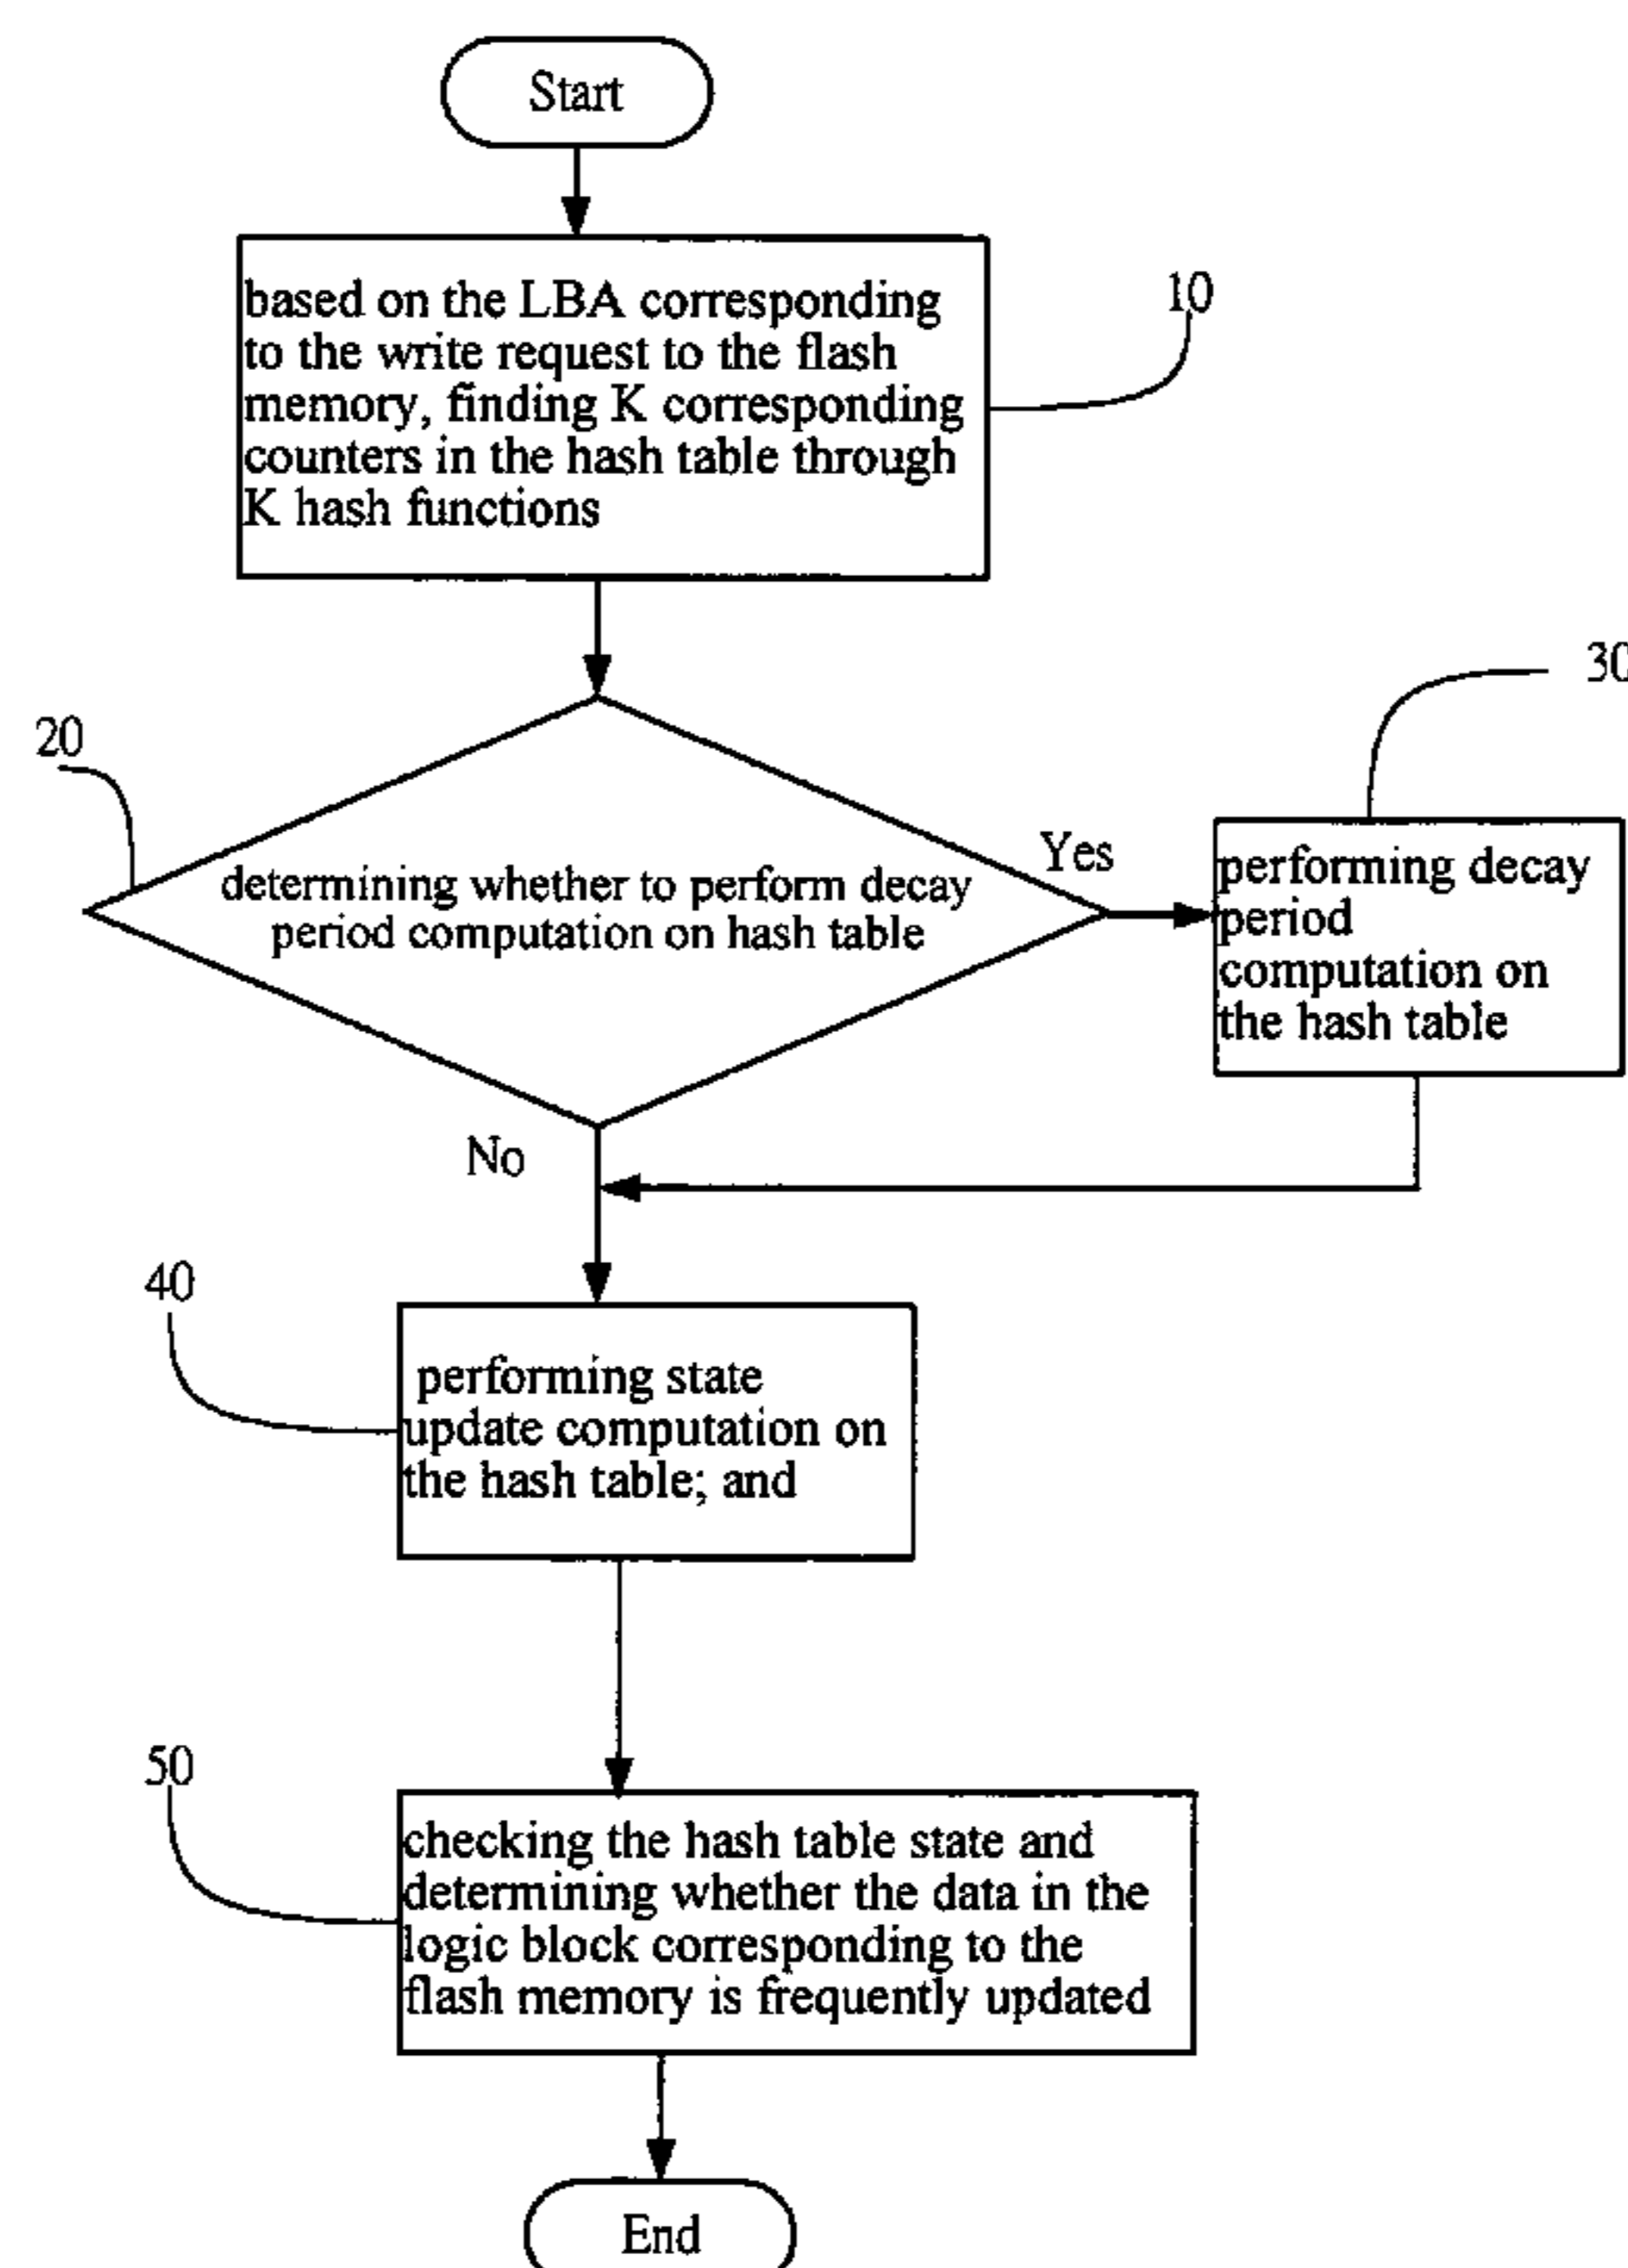 Start
based on the LBA corresponding
to the write request to the flash
memory, finding K corresponding
counters in the hash table through
K hash functions
10
20
determining whether to perform decay
period computation on hash table
Yes
30
performing decay
period
computation on
the hash table
No
40
performing state
update computation on
the hash table; and
50
checking the hash table state and
determining whether the data in the
logic block corresponding to the
flash memory is frequently updated
End